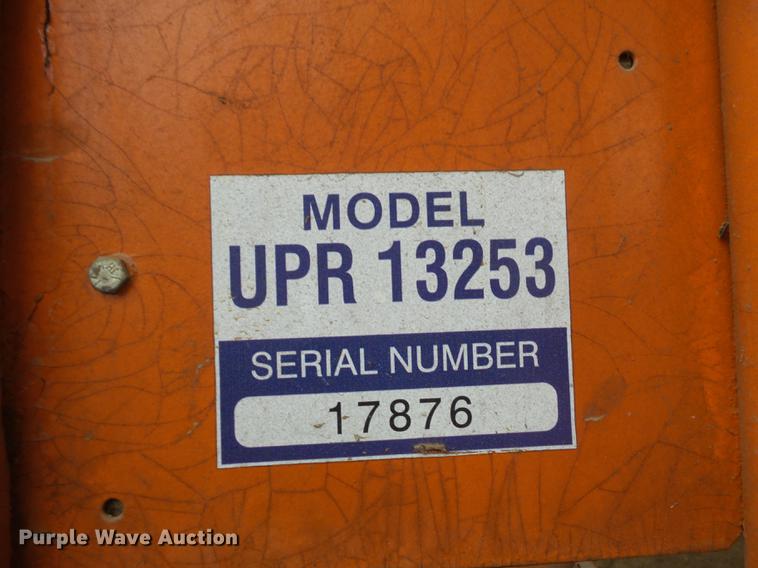 MODEL
UPR 13253
SERIAL NUMBER
17876
Purple Wave Auction